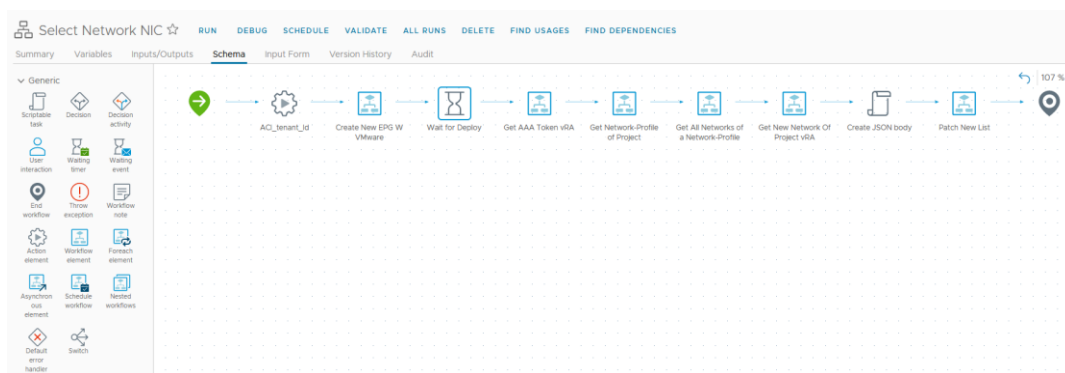 Select Network NIC RUN DEBUG SCHEDULE VALIDATE ALL RUNS DELETE FIND USAGES FIND DEPENDENCIES
Summary Variables Inputs/Outputs Schema Input Form Version History Audit
Generic
107 %
Scriptable
task
Decision
Decision
activity
User
interaction
Waiting
timer
Waiting
event
End
workflow
Throw
exception
Workflow
note
Action
element
Workflow
element
Foreach
element
Asynchron
ous
element
Schedule
workflow
Nested
workflows
Default
error
handler
Switch
ACI_tenant_id
Create New EPG W
VMware
Wait for Deploy
Get AAA Token vRA
Get Network-Profile
of Project
Get All Networks of
a Network-Profile
Get New Network Of
Project vRA
Create JSON body
Patch New List